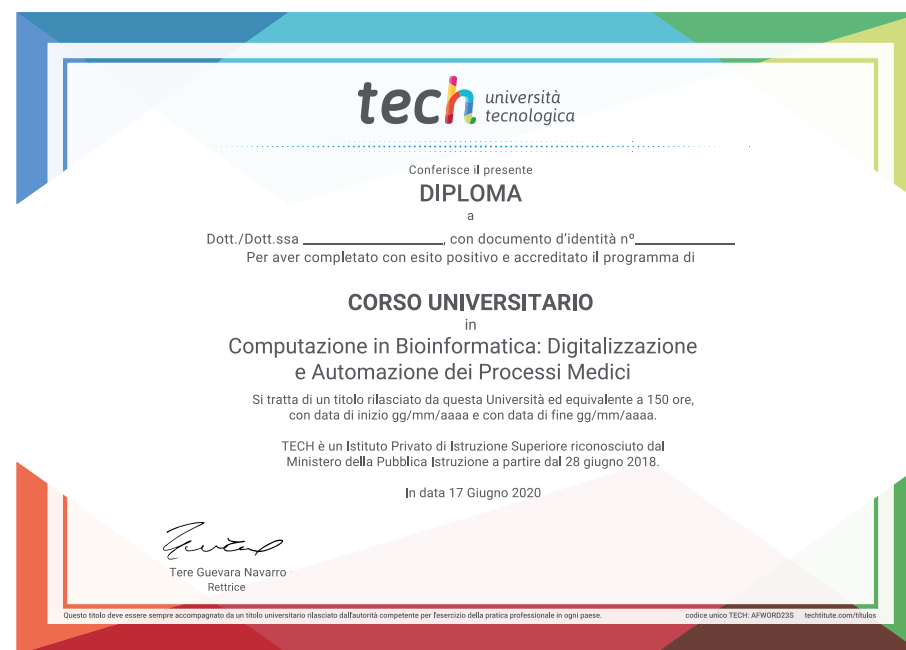 tech università
tecnologica
Conferisce il presente
DIPLOMA
a
Dott./Dott.ssa ____________________, con documento d'identità nº______________
Per aver completato con esito positivo e accreditato il programma di
CORSO UNIVERSITARIO
in
Computazione in Bioinformatica: Digitalizzazione
e Automazione dei Processi Medici
Si tratta di un titolo rilasciato da questa Università ed equivalente a 150 ore,
con data di inizio gg/mm/aaaa e con data di fine gg/mm/aaaa.
TECH è un Istituto Privato di Istruzione Superiore riconosciuto dal
Ministero della Pubblica Istruzione a partire dal 28 giugno 2018.
In data 17 Giugno 2020
Tere Guevara Navarro
Rettrice
Questo titolo deve essere sempre accompagnato da un titolo universitario rilasciato dall'autorità competente per l'esercizio della pratica professionale in ogni paese. codice unico TECH: AFWORD23S techtitute.com/titulos